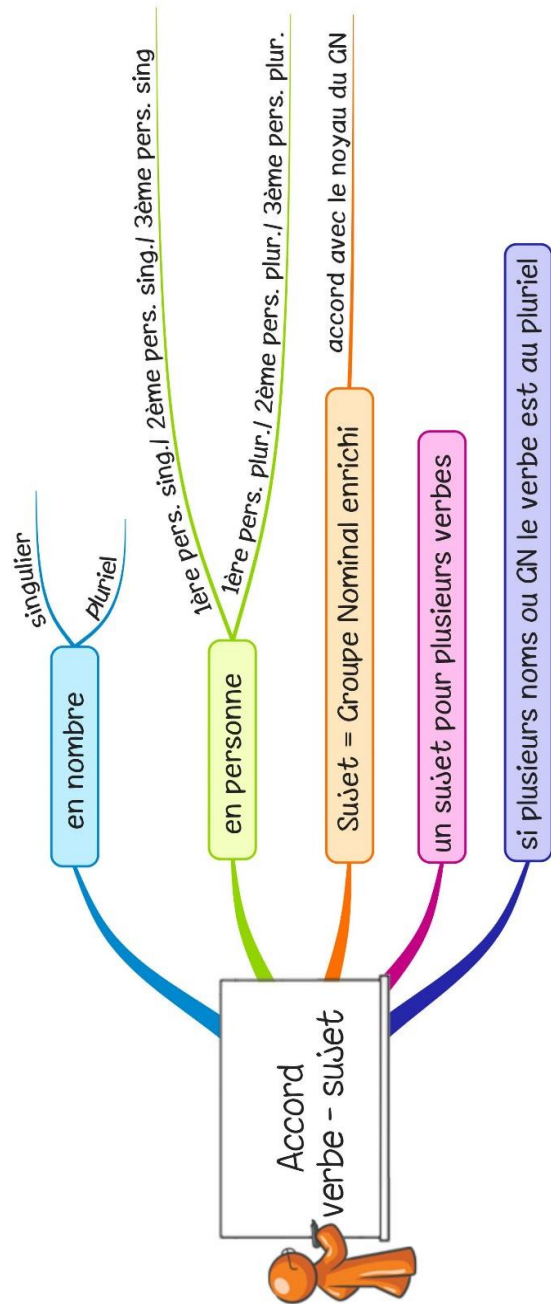 Accord
verbe - sujet
en nombre
singulier
pluriel
en personne
1ère pers. sing./ 2ème pers. sing./ 3ème pers. sing
1ère pers. plur./ 2ème pers. plur./ 3ème pers. plur.
Sujet = Groupe Nominal enrichi
accord avec le noyau du GN
un sujet pour plusieurs verbes
si plusieurs noms ou GN le verbe est au pluriel